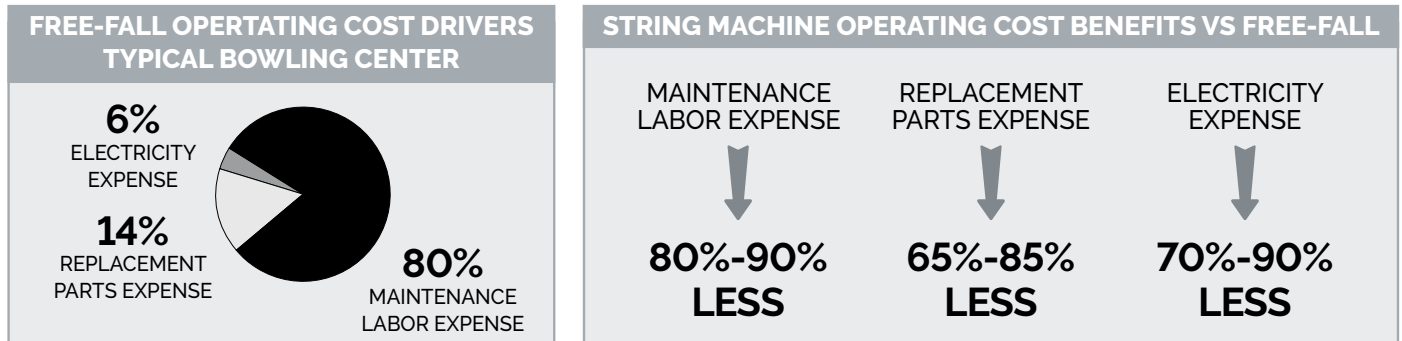 FREE-FALL OPERTATING COST DRIVERS
TYPICAL BOWLING CENTER
6%
ELECTRICITY
EXPENSE
14%
REPLACEMENT
PARTS EXPENSE
80%
MAINTENANCE
LABOR EXPENSE
STRING MACHINE OPERATING COST BENEFITS VS FREE-FALL
MAINTENANCE
LABOR EXPENSE
80%-90%
LESS
REPLACEMENT
PARTS EXPENSE
65%-85%
LESS
ELECTRICITY
EXPENSE
70%-90%
LESS